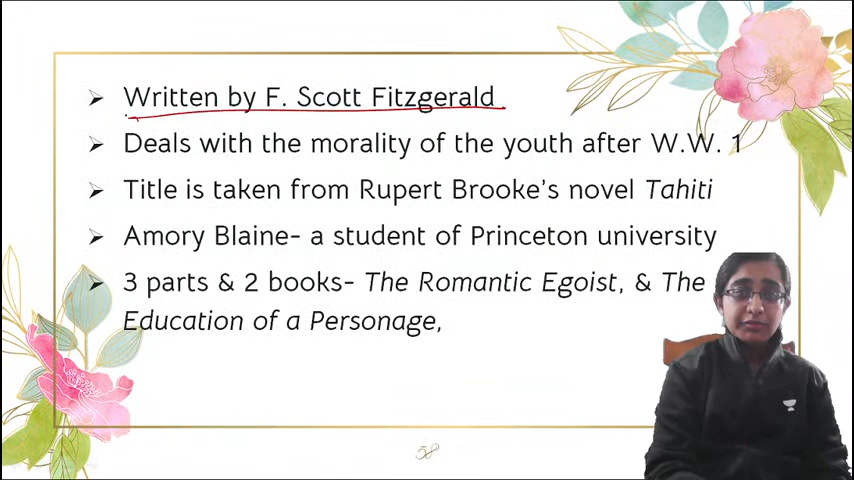 Written by F. Scott Fitzgerald
Deals with the morality of the youth after W.W. 1
Title is taken from Rupert Brooke's novel Tahiti
Amory Blaine- a student of Princeton university
3 parts & 2 books- The Romantic Egoist, & The
Education of a Personage,
58